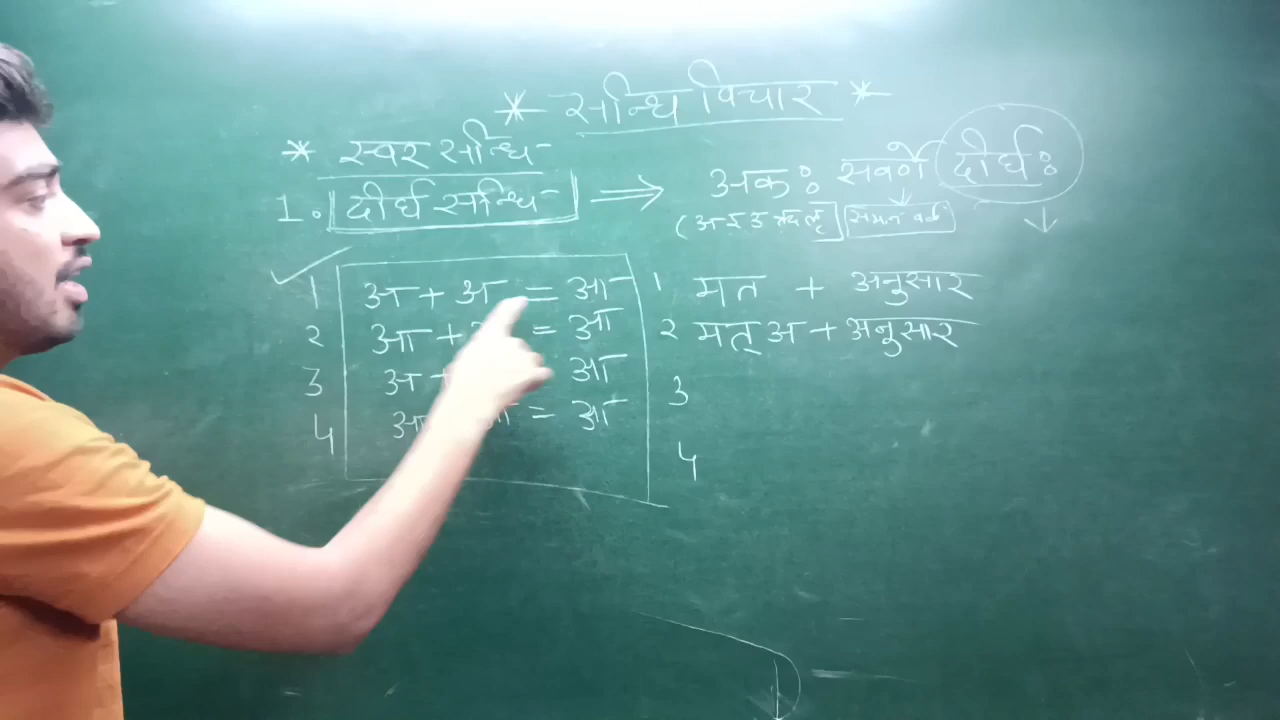 * सन्धि विचार *
* स्वर सन्धि
1. दीर्घ सन्धि ⇒ अकः सवर्णे दीर्घः
(अ इ उ ऋ लृ) समान वर्ण
1 अ + अ = आ
2 आ + = आ
3 अ + आ
4 आ = आ
1 मत + अनुसार
2 मत् अ + अनुसार
3
4